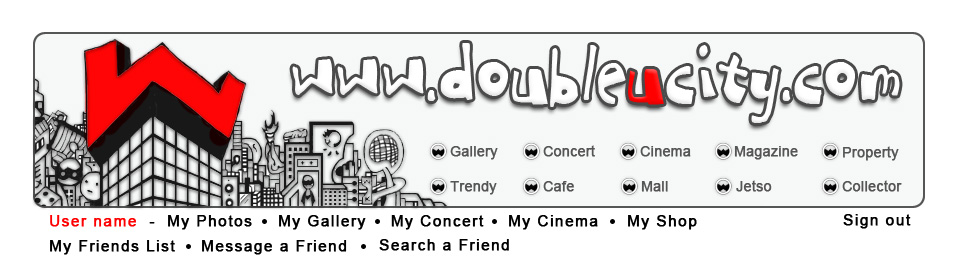 www.doubleucity.com
Gallery Concert Cinema Magazine Property
Trendy Cafe Mall Jetso Collector
User name - My Photos • My Gallery • My Concert • My Cinema • My Shop Sign out
My Friends List • Message a Friend • Search a Friend